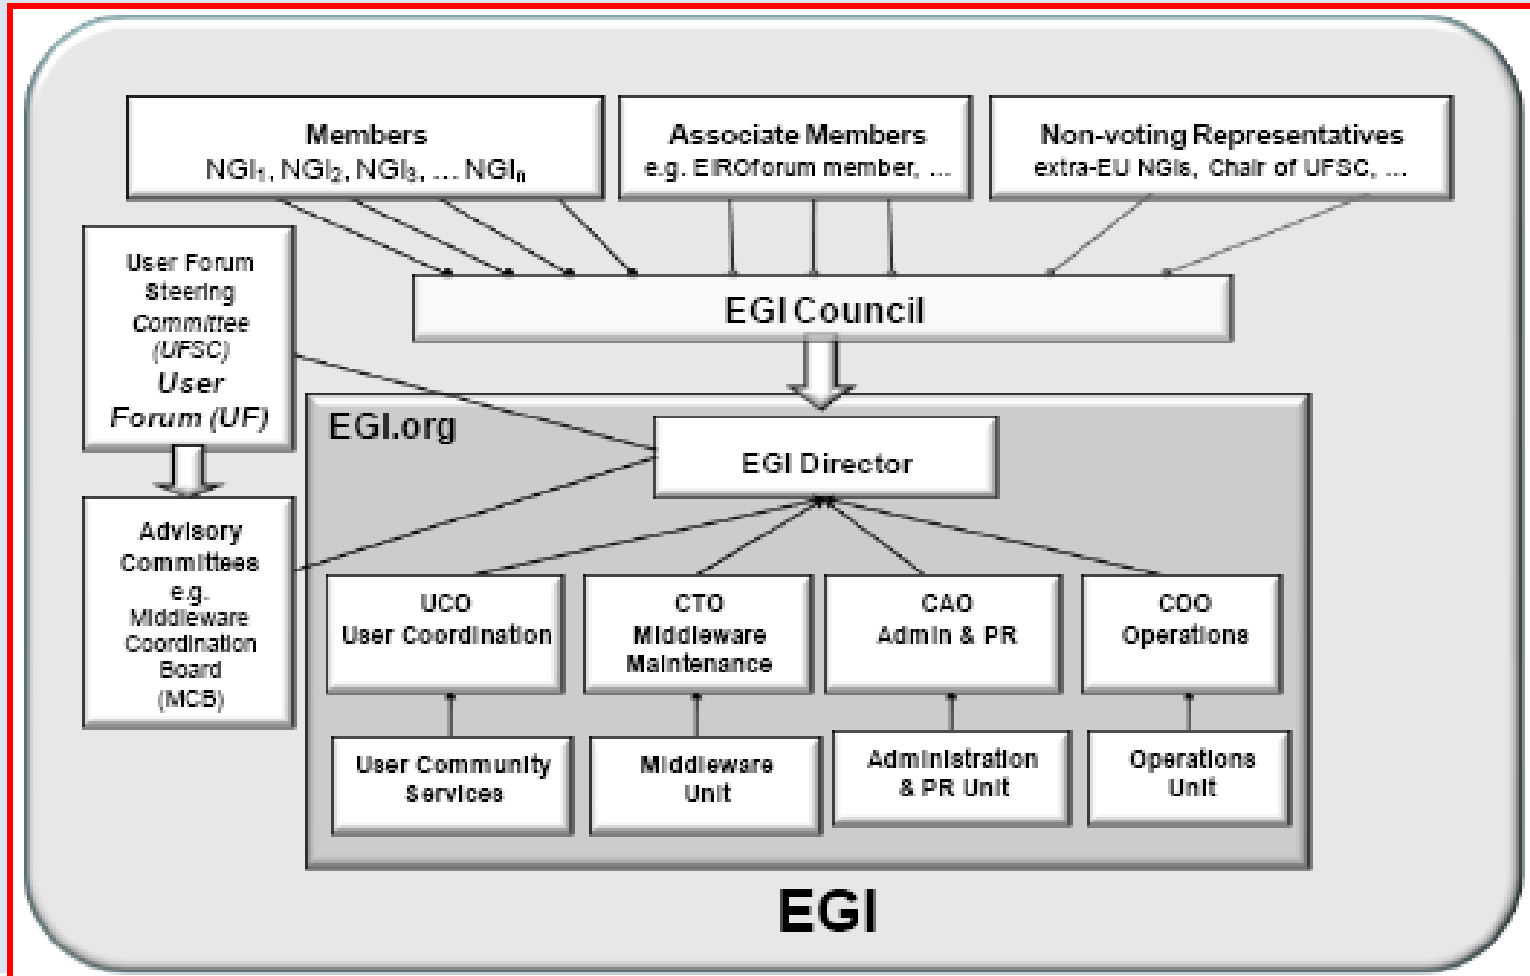 Members
NGI₁, NGI₂, NGI₃, ... NGIₙ
Associate Members
e.g. EIROforum member, ...
Non-voting Representatives
extra-EU NGIs, Chair of UFSC, ...
User Forum
Steering
Committee
(UFSC)
User
Forum (UF)
EGI Council
EGI.org
EGI Director
Advisory
Committees
e.g.
Middleware
Coordination
Board
(MCB)
UCO
User Coordination
CTO
Middleware
Maintenance
CAO
Admin & PR
COO
Operations
User Community
Services
Middleware
Unit
Administration
& PR Unit
Operations
Unit
EGI